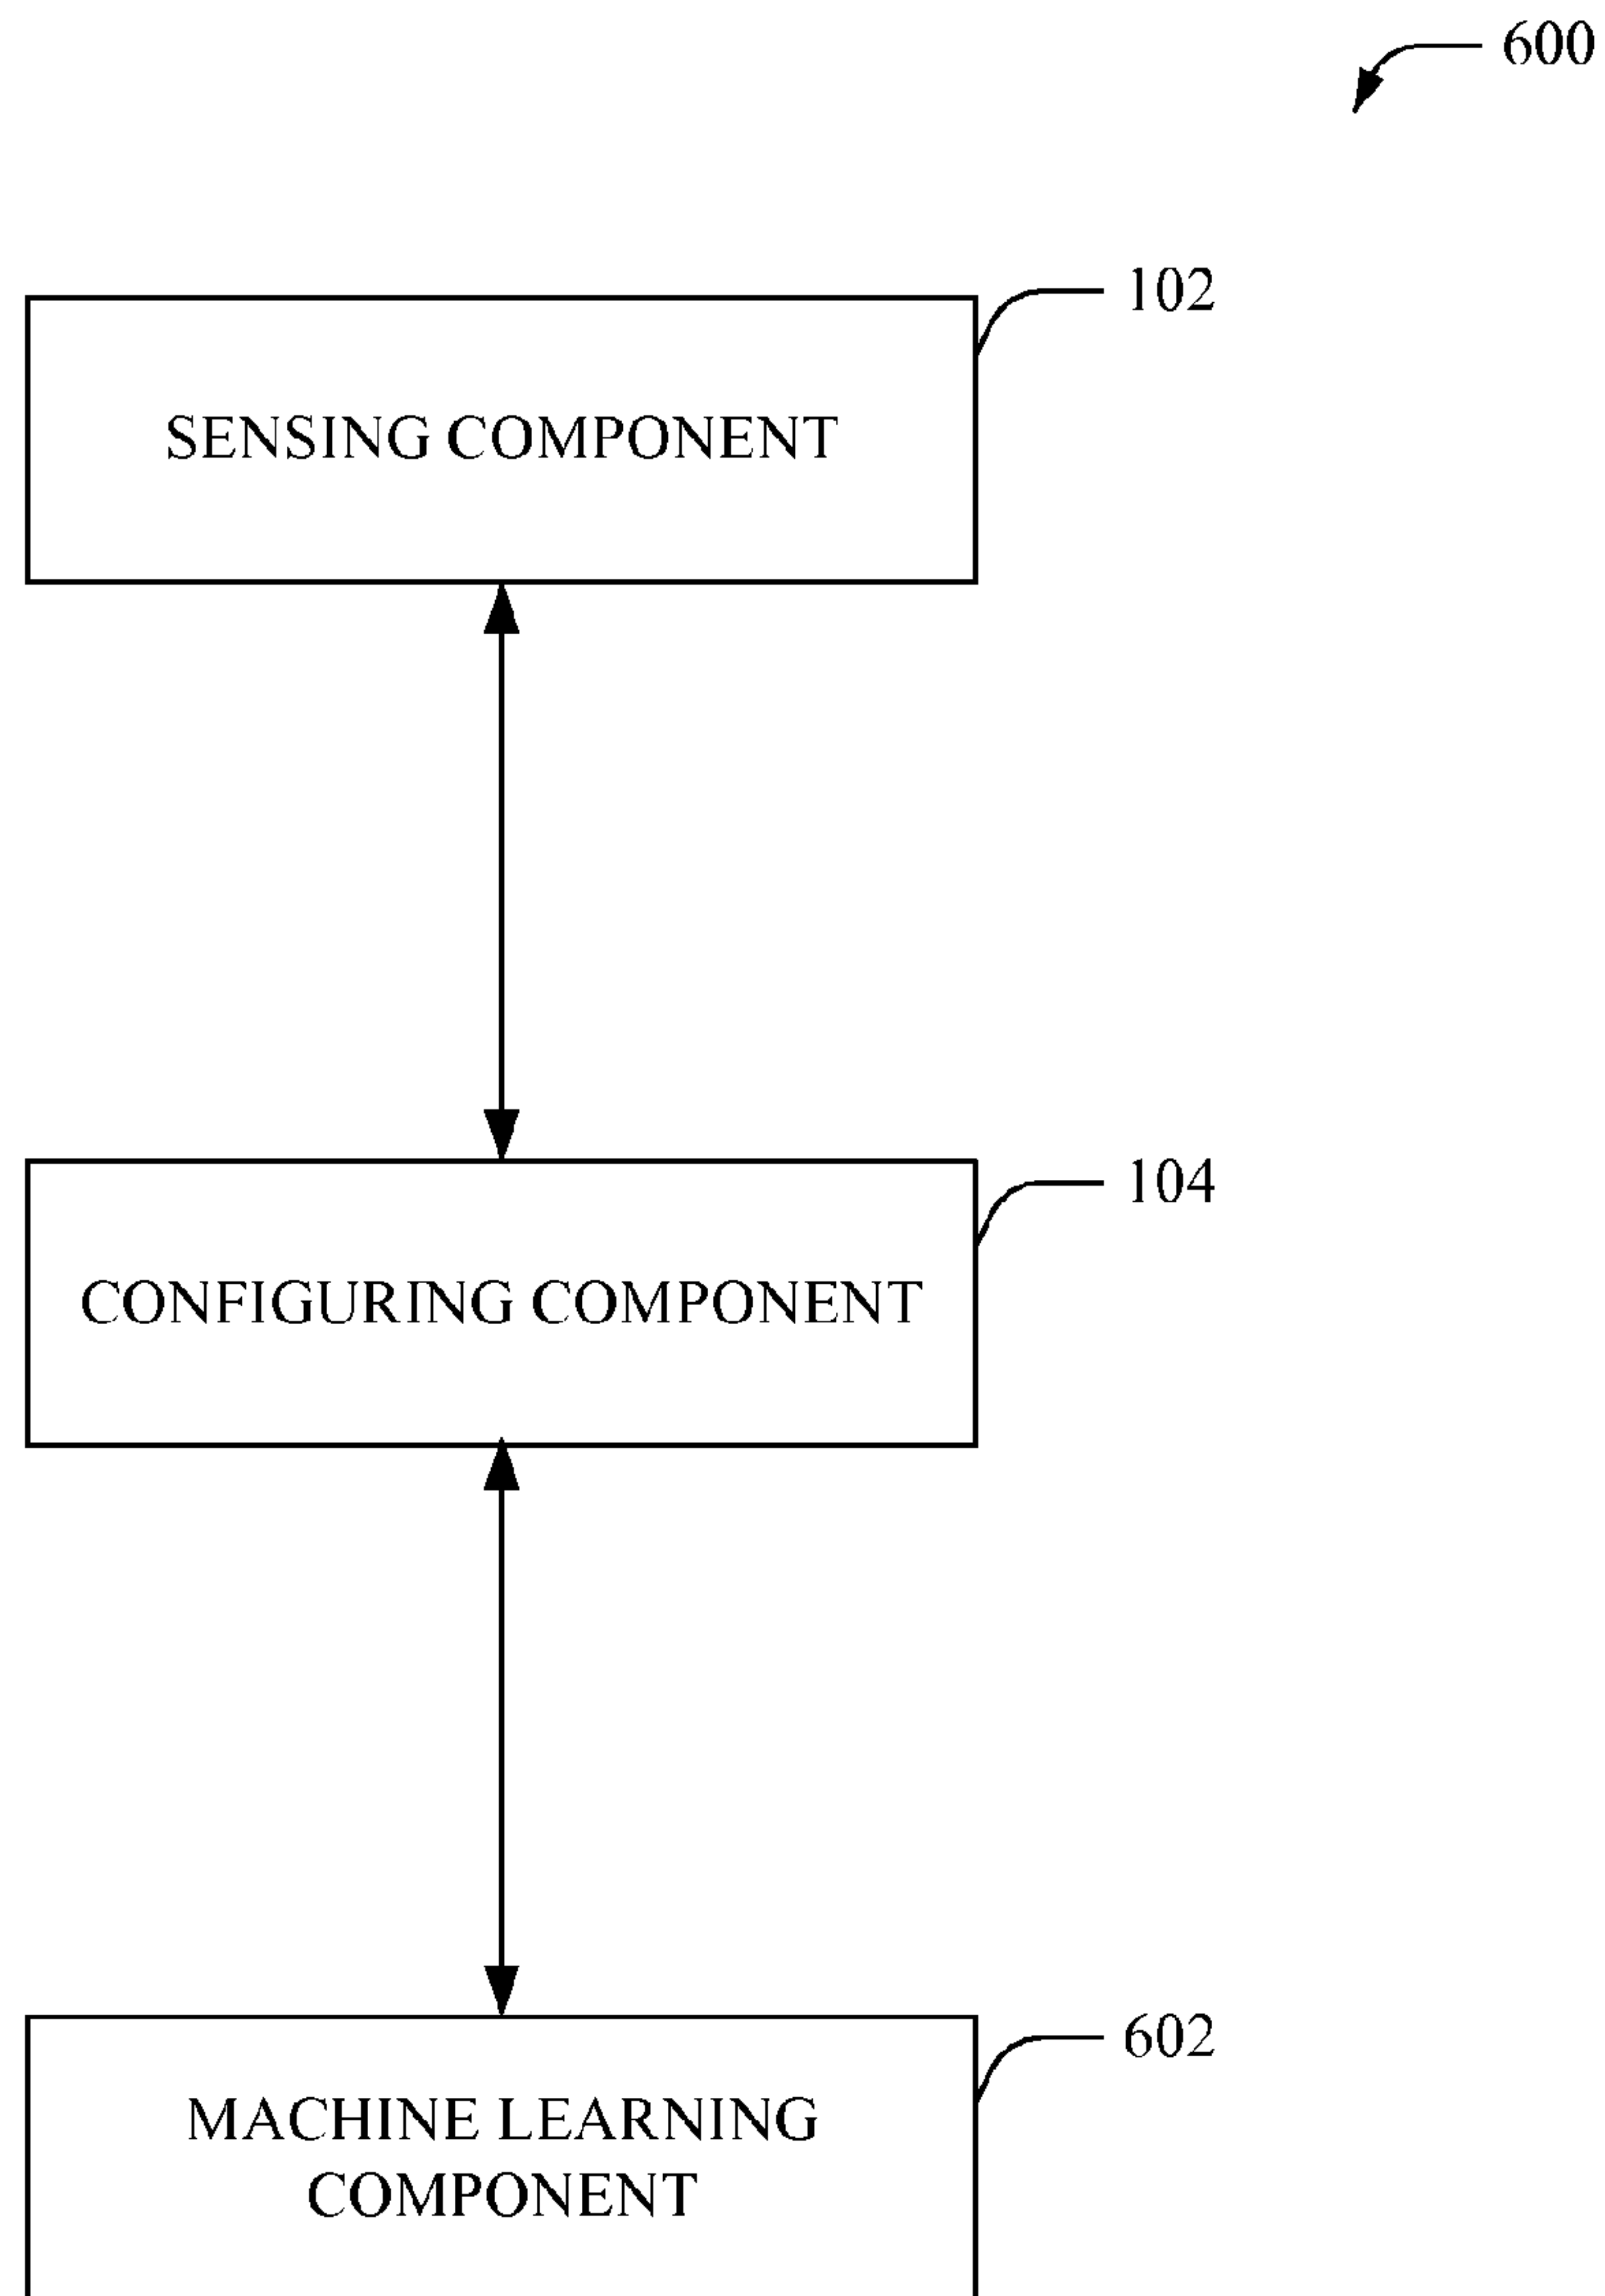 600
102
SENSING COMPONENT
104
CONFIGURING COMPONENT
602
MACHINE LEARNING
COMPONENT